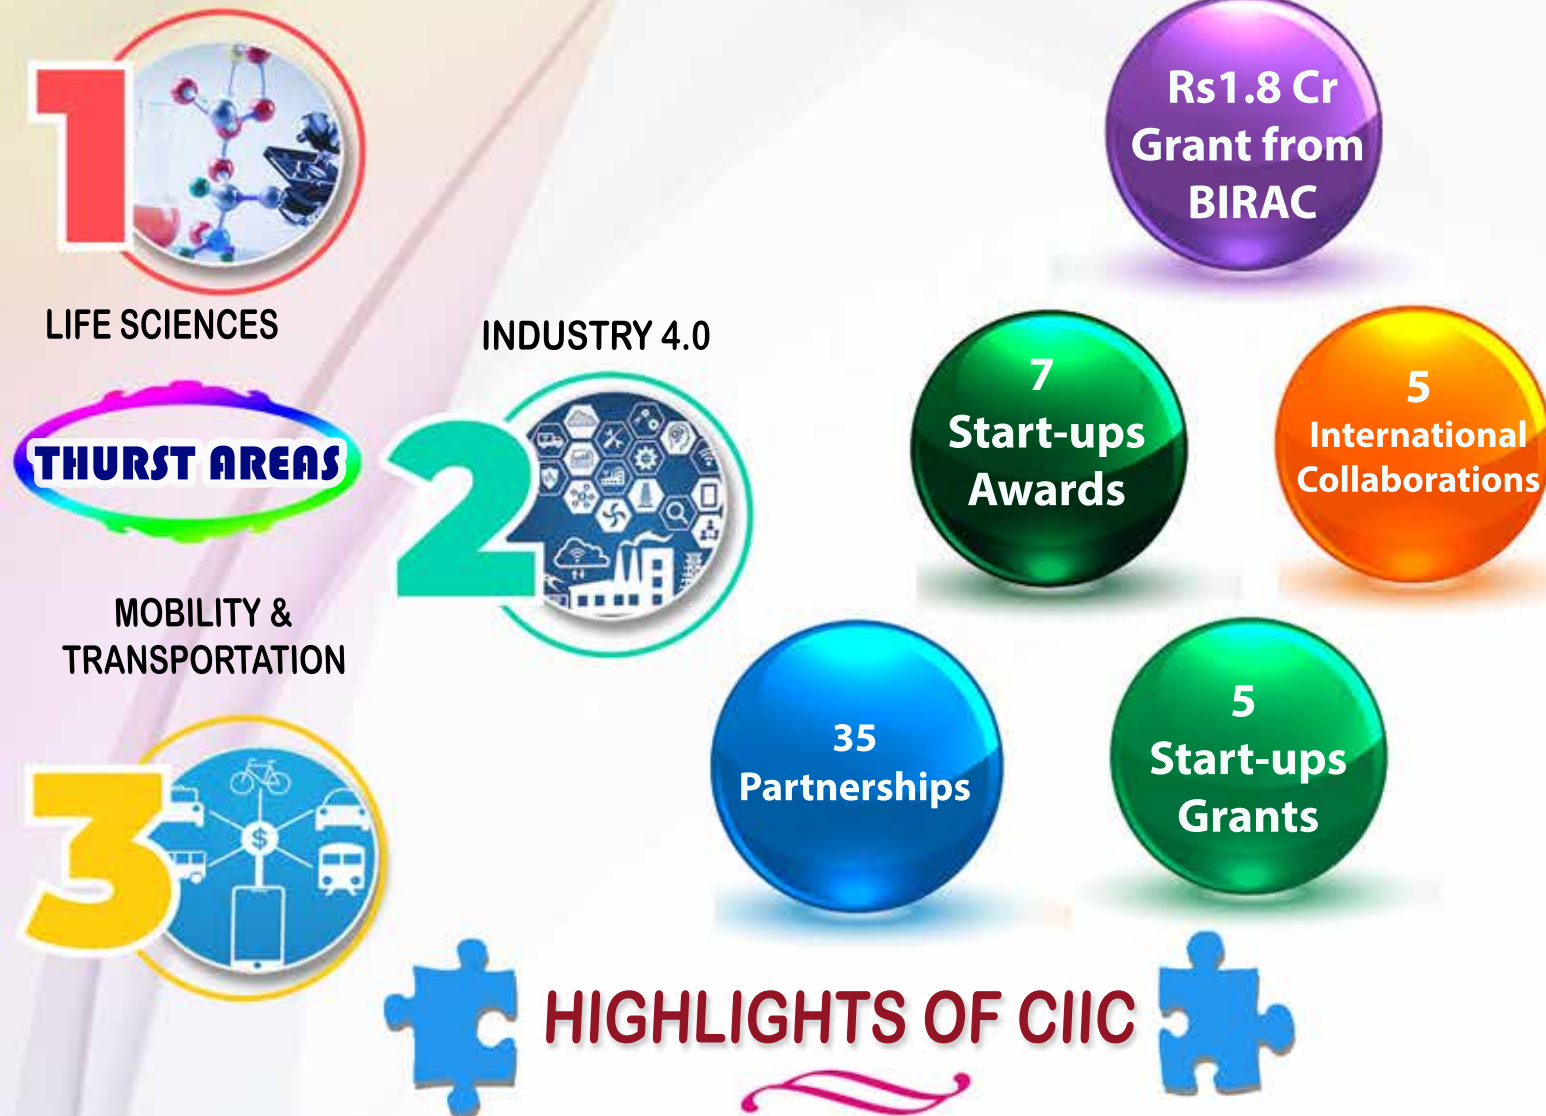 1
LIFE SCIENCES
THURST AREAS
INDUSTRY 4.0
2
MOBILITY &
TRANSPORTATION
3
$
Rs1.8 Cr
Grant from
BIRAC
7
Start-ups
Awards
5
International
Collaborations
35
Partnerships
5
Start-ups
Grants
HIGHLIGHTS OF CIIC